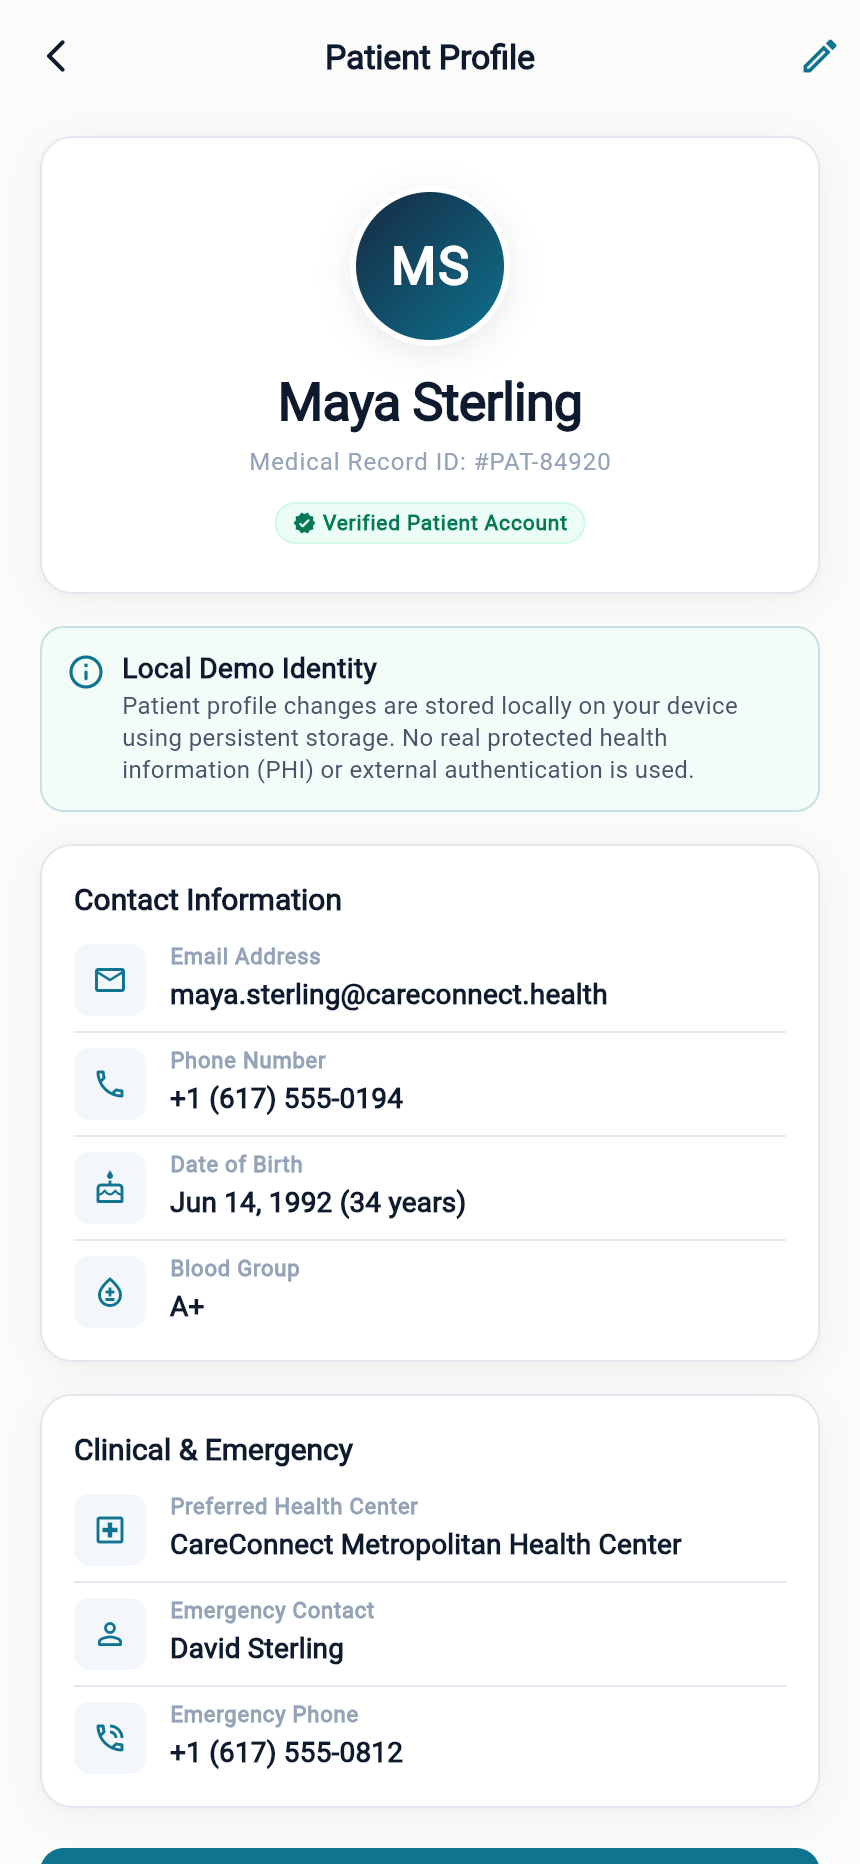 Patient Profile
MS
Maya Sterling
Medical Record ID: #PAT-84920
Verified Patient Account
Local Demo Identity
Patient profile changes are stored locally on your device
using persistent storage. No real protected health
information (PHI) or external authentication is used.
Contact Information
Email Address
maya.sterling@careconnect.health
Phone Number
+1 (617) 555-0194
Date of Birth
Jun 14, 1992 (34 years)
Blood Group
A+
Clinical & Emergency
Preferred Health Center
CareConnect Metropolitan Health Center
Emergency Contact
David Sterling
Emergency Phone
+1 (617) 555-0812